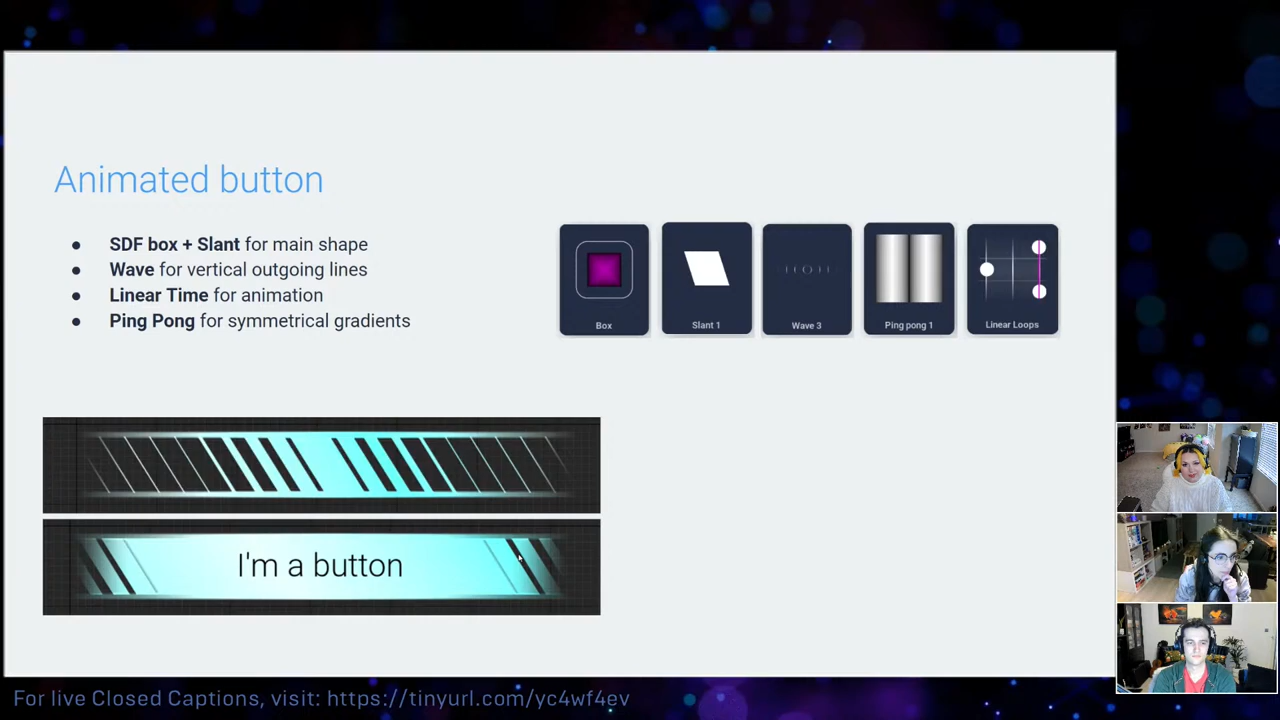 Animated button
● SDF box + Slant for main shape
● Wave for vertical outgoing lines
● Linear Time for animation
● Ping Pong for symmetrical gradients
Box
Slant 1
Wave 3
Ping pong 1
Linear Loops
I'm a button
For live Closed Captions, visit: https://tinyurl.com/yc4wf4ev